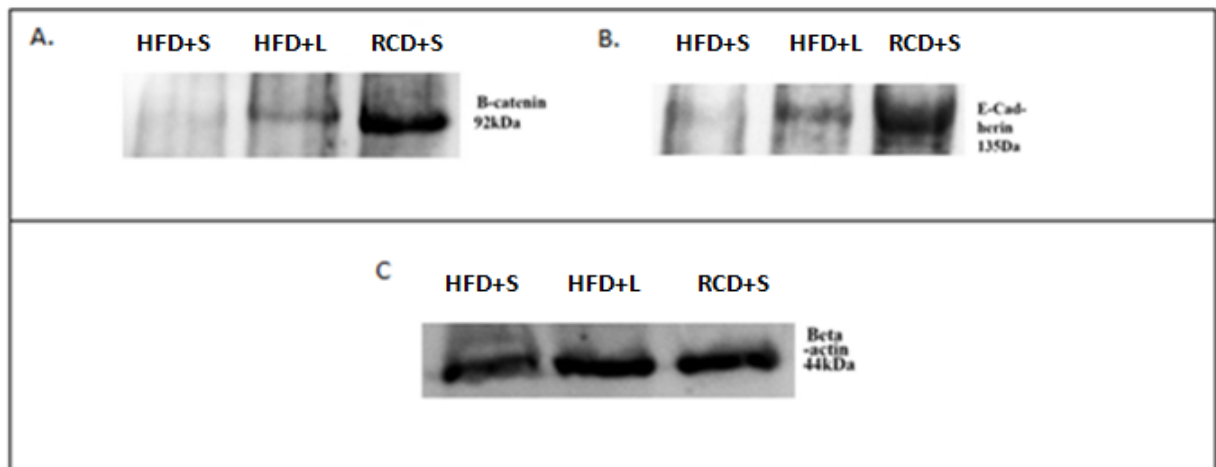 A.
HFD+S HFD+L RCD+S
B-catenin
92kDa
B.
HFD+S HFD+L RCD+S
E-Cad-
herin
135Da
C
HFD+S HFD+L RCD+S
Beta
-actin
44kDa